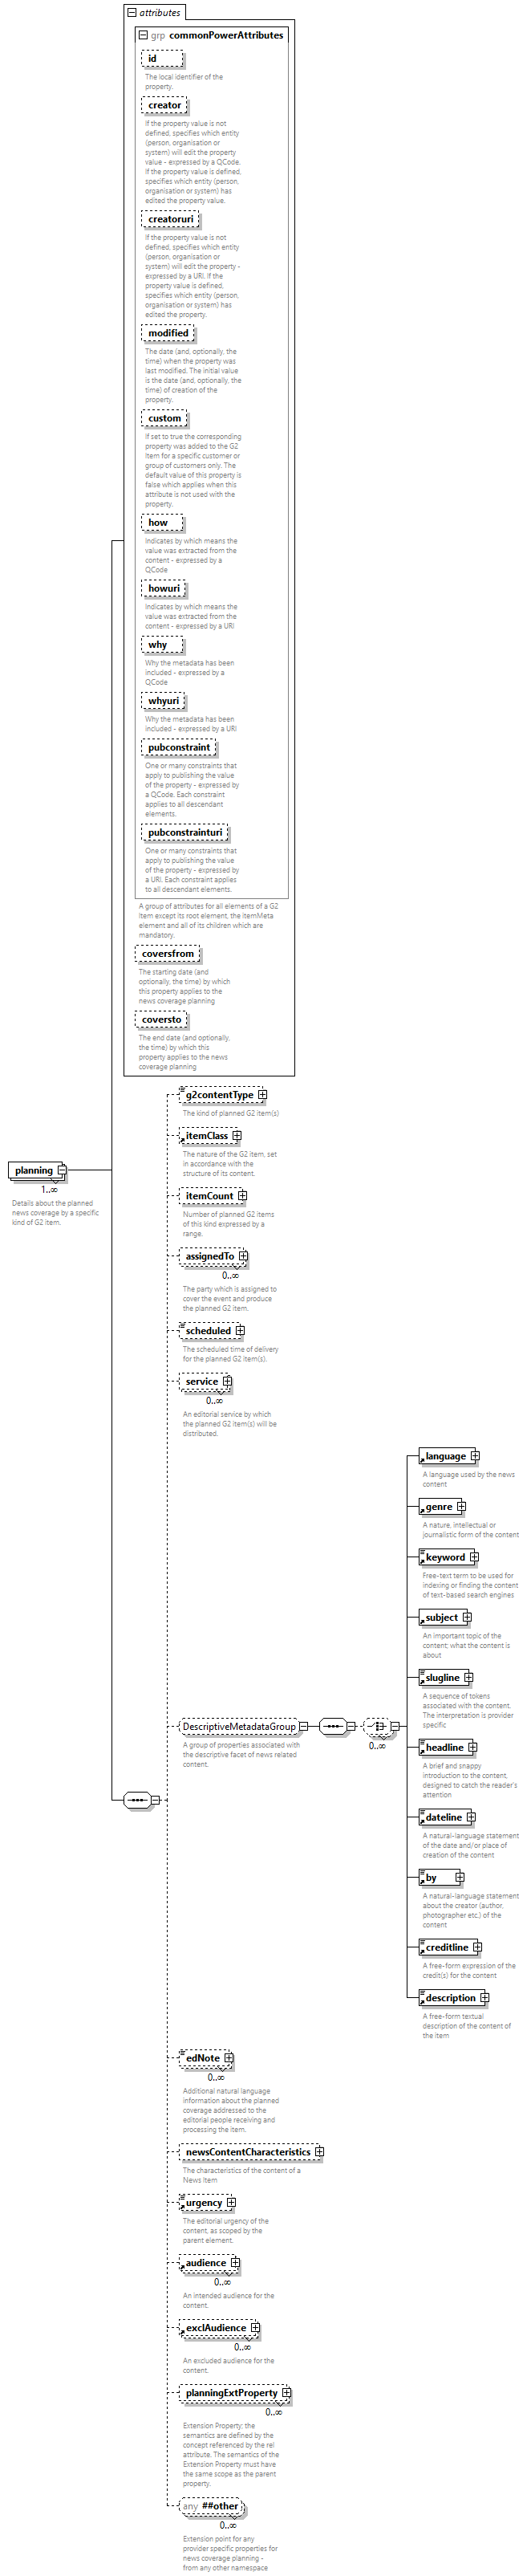 attributes
grp commonPowerAttributes
id
The local identifier of the
property.
creator
If the property value is not
defined, specifies which entity
(person, organisation or
system) will edit the property
value - expressed by a QCode.
If the property value is defined,
specifies which entity (person,
organisation or system) has
edited the property value.
creatoruri
If the property value is not
defined, specifies which entity
(person, organisation or
system) will edit the property -
expressed by a URI. If the
property value is defined,
specifies which entity (person,
organisation or system) has
edited the property.
modified
The date (and, optionally, the
time) when the property was
last modified. The initial value
is the date (and, optionally, the
time) of creation of the
property.
custom
If set to true the corresponding
property was added to the G2
Item for a specific customer or
group of customers only. The
default value of this property is
false which applies when this
attribute is not used with the
property.
how
Indicates by which means the
value was extracted from the
content - expressed by a
QCode
howuri
Indicates by which means the
value was extracted from the
content - expressed by a URI
why
Why the metadata has been
included - expressed by a
QCode
whyuri
Why the metadata has been
included - expressed by a URI
pubconstraint
One or many constraints that
apply to publishing the value
of the property - expressed by
a QCode. Each constraint
applies to all descendant
elements.
pubconstrainturi
One or many constraints that
apply to publishing the value
of the property - expressed by
a URI. Each constraint applies
to all descendant elements.
A group of attributes for all elements of a G2
Item except its root element, the itemMeta
element and all of its children which are
mandatory.
coversfrom
The starting date (and
optionally, the time) by which
this property applies to the
news coverage planning
coversto
The end date (and optionally,
the time) by which this
property applies to the news
coverage planning
planning
1..∞
Details about the planned
news coverage by a specific
kind of G2 item.
g2contentType
The kind of planned G2 item(s)
itemClass
The nature of the G2 item, set
in accordance with the
structure of its content.
itemCount
Number of planned G2 items
of this kind expressed by a
range.
assignedTo
0..∞
The party which is assigned to
cover the event and produce
the planned G2 item.
scheduled
The scheduled time of delivery
for the planned G2 item(s).
service
0..∞
An editorial service by which
the planned G2 item(s) will be
distributed.
DescriptiveMetadataGroup
0..∞
A group of properties associated with
the descriptive facet of news related
content.
language
A language used by the news
content
genre
A nature, intellectual or
journalistic form of the content
keyword
Free-text term to be used for
indexing or finding the content
of text-based search engines
subject
An important topic of the
content; what the content is
about
slugline
A sequence of tokens
associated with the content.
The interpretation is provider
specific
headline
A brief and snappy
introduction to the content,
designed to catch the reader's
attention
dateline
A natural-language statement
of the date and/or place of
creation of the content
by
A natural-language statement
about the creator (author,
photographer etc.) of the
content
creditline
A free-form expression of the
credit(s) for the content
description
A free-form textual
description of the content of
the item
edNote
0..∞
Additional natural language
information about the planned
coverage addressed to the
editorial people receiving and
processing the item.
newsContentCharacteristics
The characteristics of the content of a
News Item
urgency
The editorial urgency of the
content, as scoped by the
parent element.
audience
0..∞
An intended audience for the
content.
exclAudience
0..∞
An excluded audience for the
content.
planningExtProperty
0..∞
Extension Property; the
semantics are defined by the
concept referenced by the rel
attribute. The semantics of the
Extension Property must have
the same scope as the parent
property.
any ##other
0..∞
Extension point for any
provider specific properties for
news coverage planning -
from any other namespace